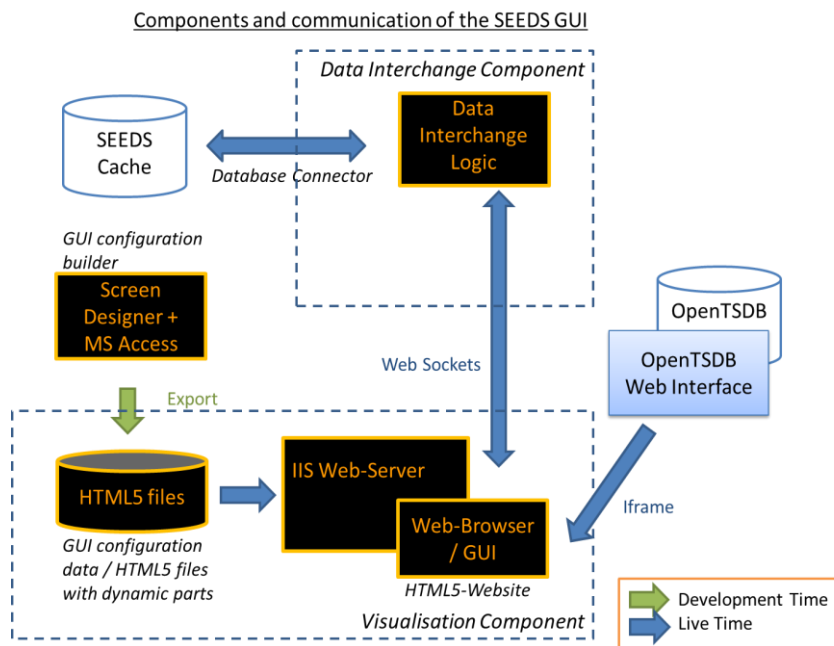 Components and communication of the SEEDS GUI
Data Interchange Component
SEEDS
Cache
Data
Interchange
Logic
Database Connector
GUI configuration
builder
Screen
Designer +
MS Access
OpenTSDB
OpenTSDB
Web Interface
Web Sockets
Export
IIS Web-Server
HTML5 files
Web-Browser
/ GUI
Iframe
GUI configuration
data / HTML5 files
with dynamic parts
HTML5-Website
Visualisation Component
Development Time
Live Time